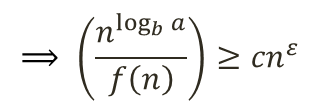 ⟹ (n^{log_b a} / f(n)) ≥ cn^ε